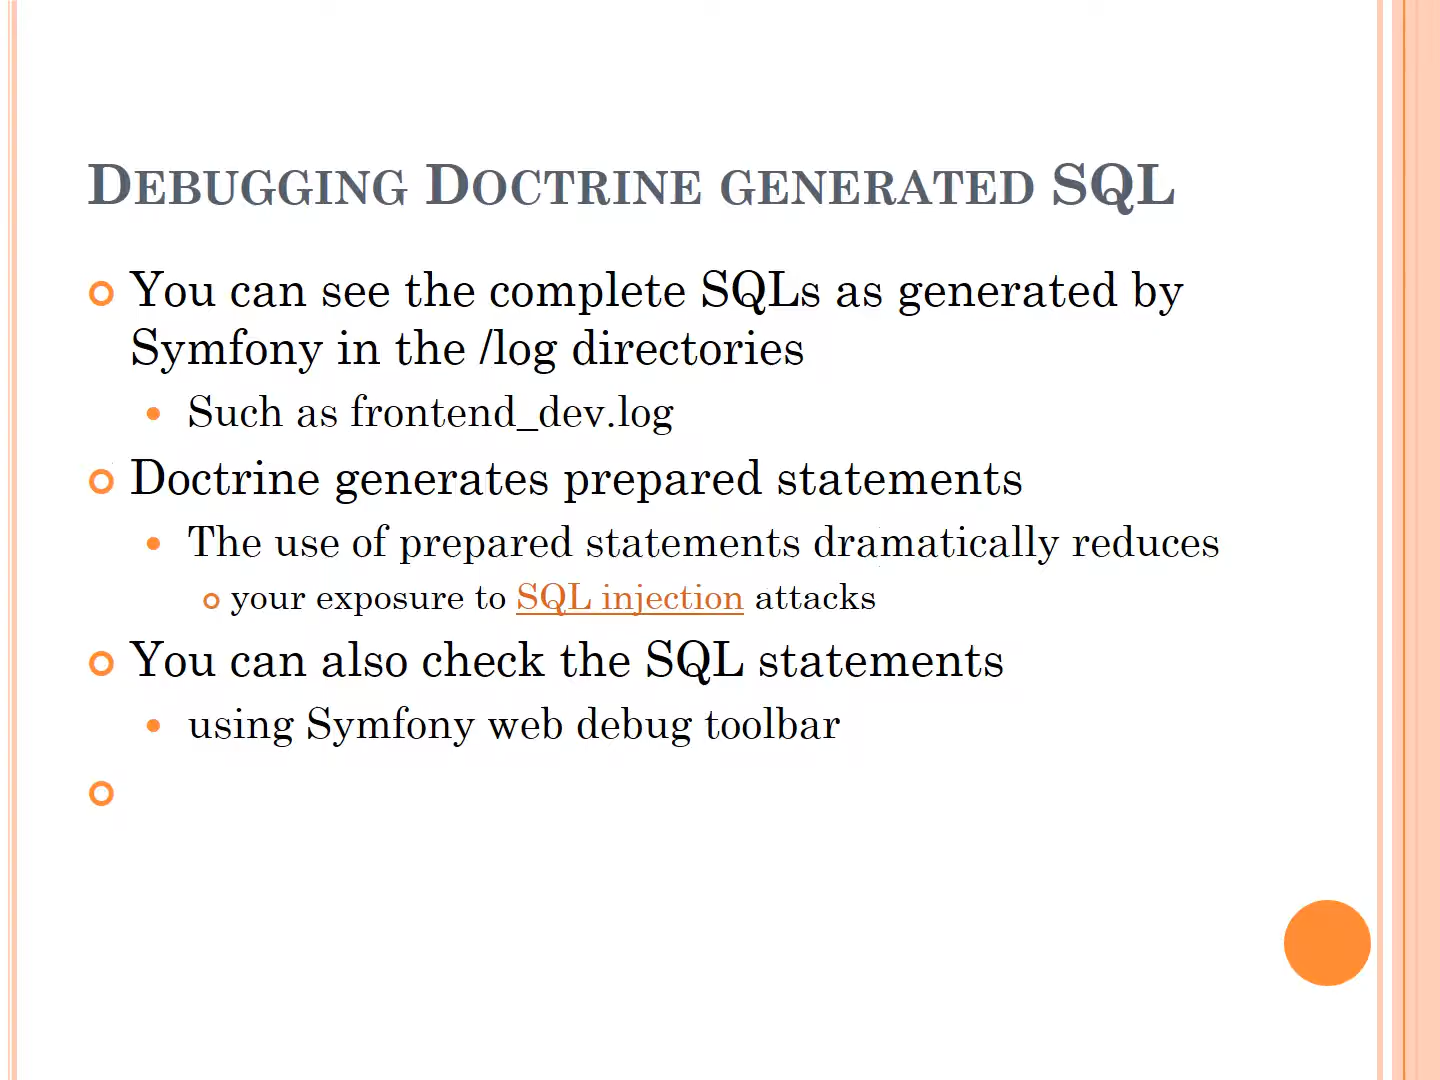 Debugging Doctrine generated SQL
You can see the complete SQLs as generated by
Symfony in the /log directories
Such as frontend_dev.log
Doctrine generates prepared statements
The use of prepared statements dramatically reduces
your exposure to SQL injection attacks
You can also check the SQL statements
using Symfony web debug toolbar